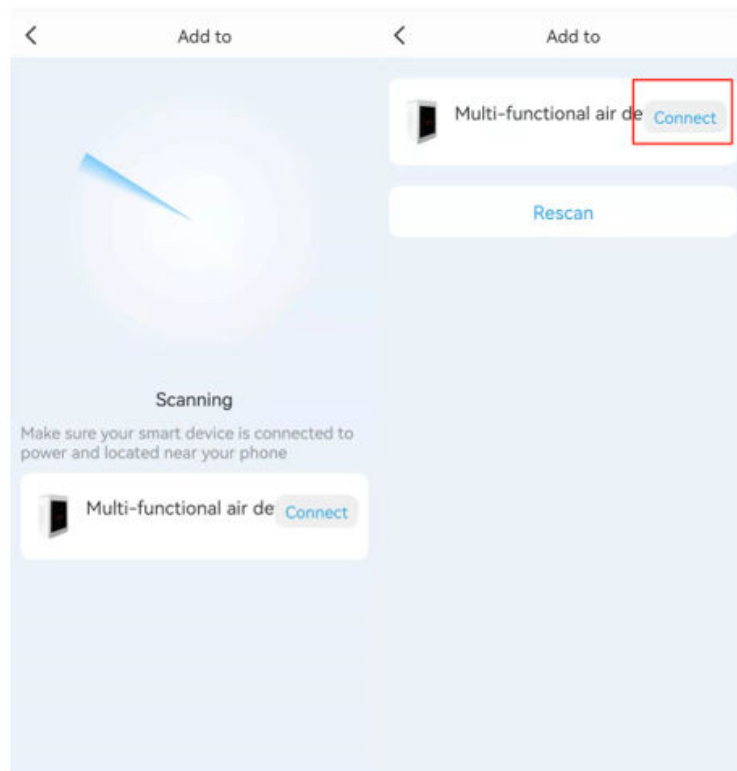 Add to
Scanning
Make sure your smart device is connected to
power and located near your phone
Multi-functional air de Connect
Add to
Multi-functional air de Connect
Rescan